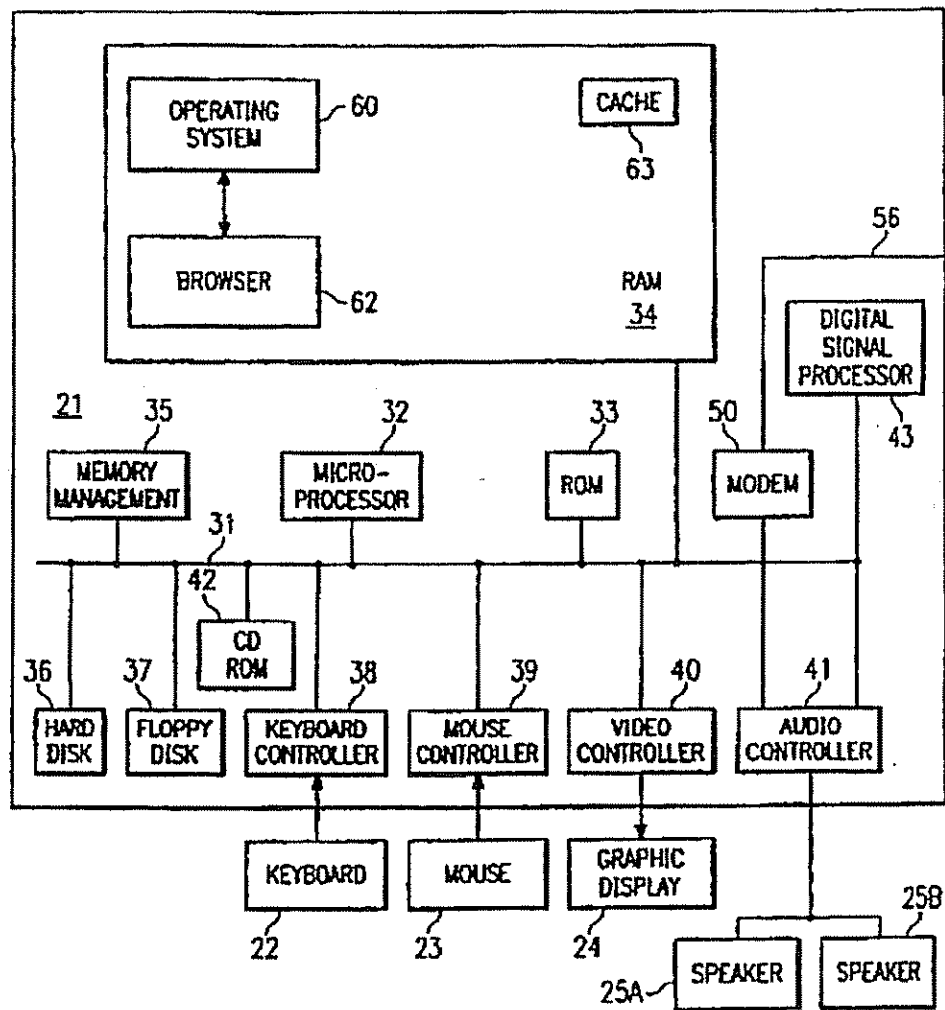 OPERATING
SYSTEM
60
CACHE
63
BROWSER
62
RAM
34
56
DIGITAL
SIGNAL
PROCESSOR
43
21
35
MEMORY
MANAGEMENT
32
MICRO-
PROCESSOR
33
ROM
50
MODEM
31
42
CD
ROM
36
HARD
DISK
37
FLOPPY
DISK
38
KEYBOARD
CONTROLLER
39
MOUSE
CONTROLLER
40
VIDEO
CONTROLLER
41
AUDIO
CONTROLLER
KEYBOARD
22
MOUSE
23
GRAPHIC
DISPLAY
24
25A
SPEAKER
25B
SPEAKER